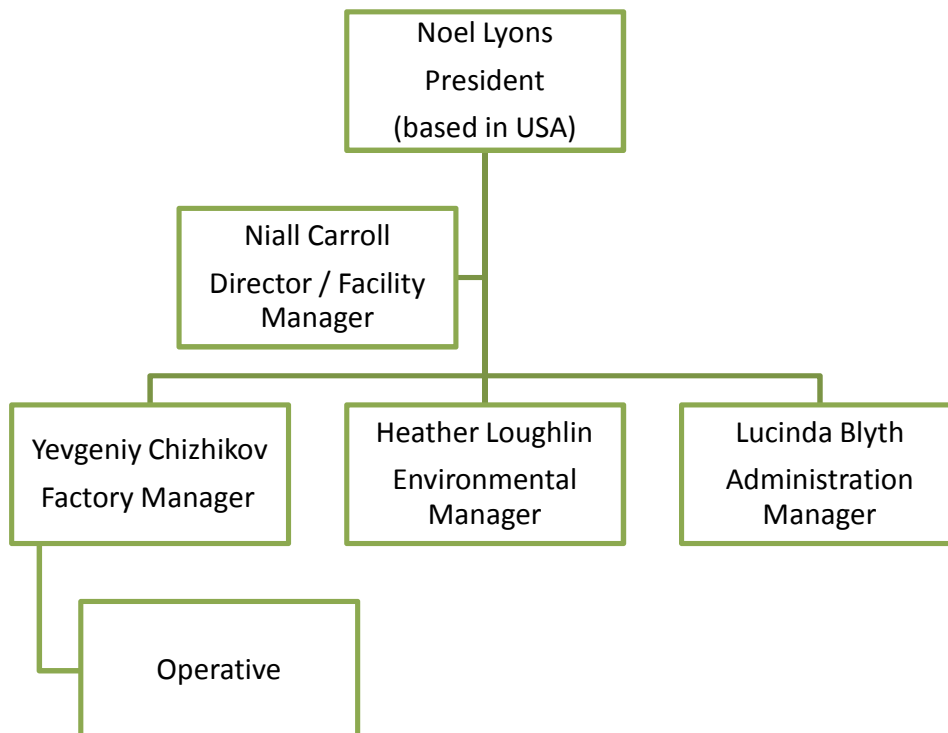 Noel Lyons
President
(based in USA)
Niall Carroll
Director / Facility
Manager
Yevgeniy Chizhikov
Factory Manager
Heather Loughlin
Environmental
Manager
Lucinda Blyth
Administration
Manager
Operative